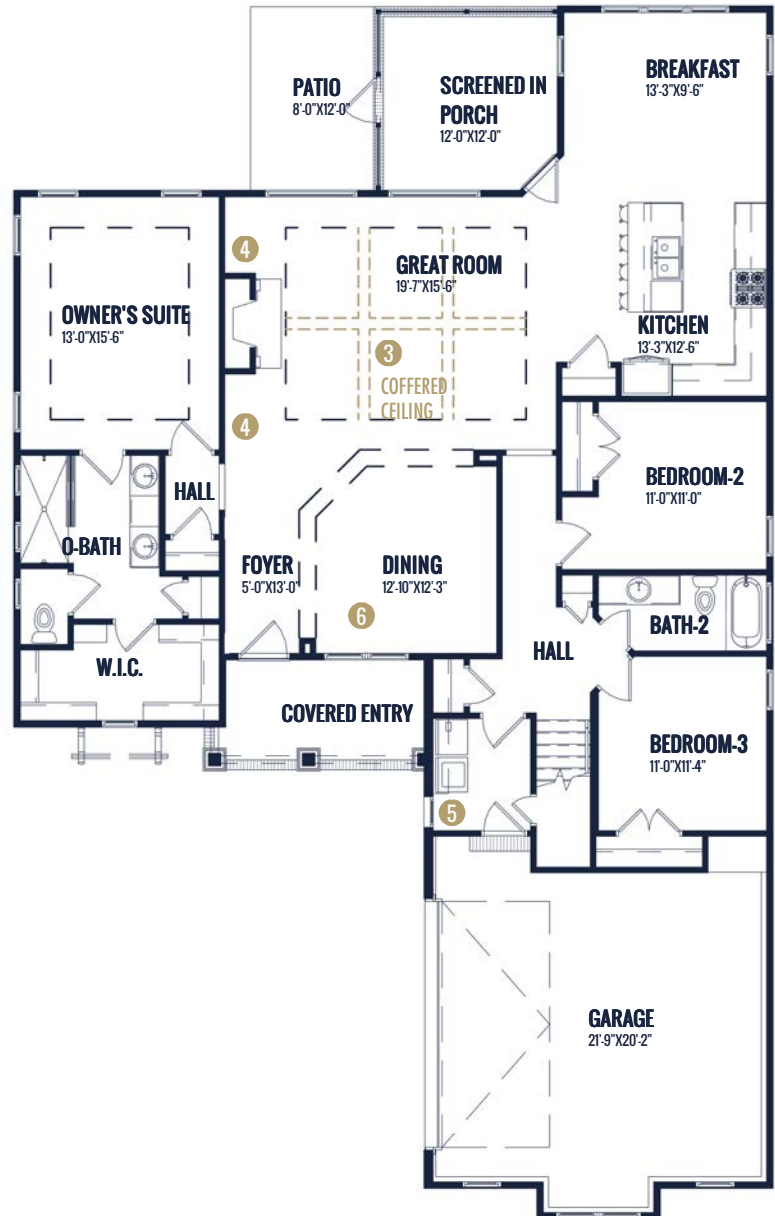 PATIO
8'-0"X12'-0"
SCREENED IN
PORCH
12'-0"X12'-0"
BREAKFAST
13'-3"X9'-6"
4
GREAT ROOM
19'-7"X15'-6"
OWNER'S SUITE
13'-0"X15'-6"
KITCHEN
13'-3"X12'-6"
3
COFFERED
CEILING
4
HALL
BEDROOM-2
11'-0"X11'-0"
O-BATH
FOYER
5'-0"X13'-0"
DINING
12'-10"X12'-3"
6
BATH-2
HALL
W.I.C.
COVERED ENTRY
BEDROOM-3
11'-0"X11'-4"
5
GARAGE
21'-9"X20'-2"